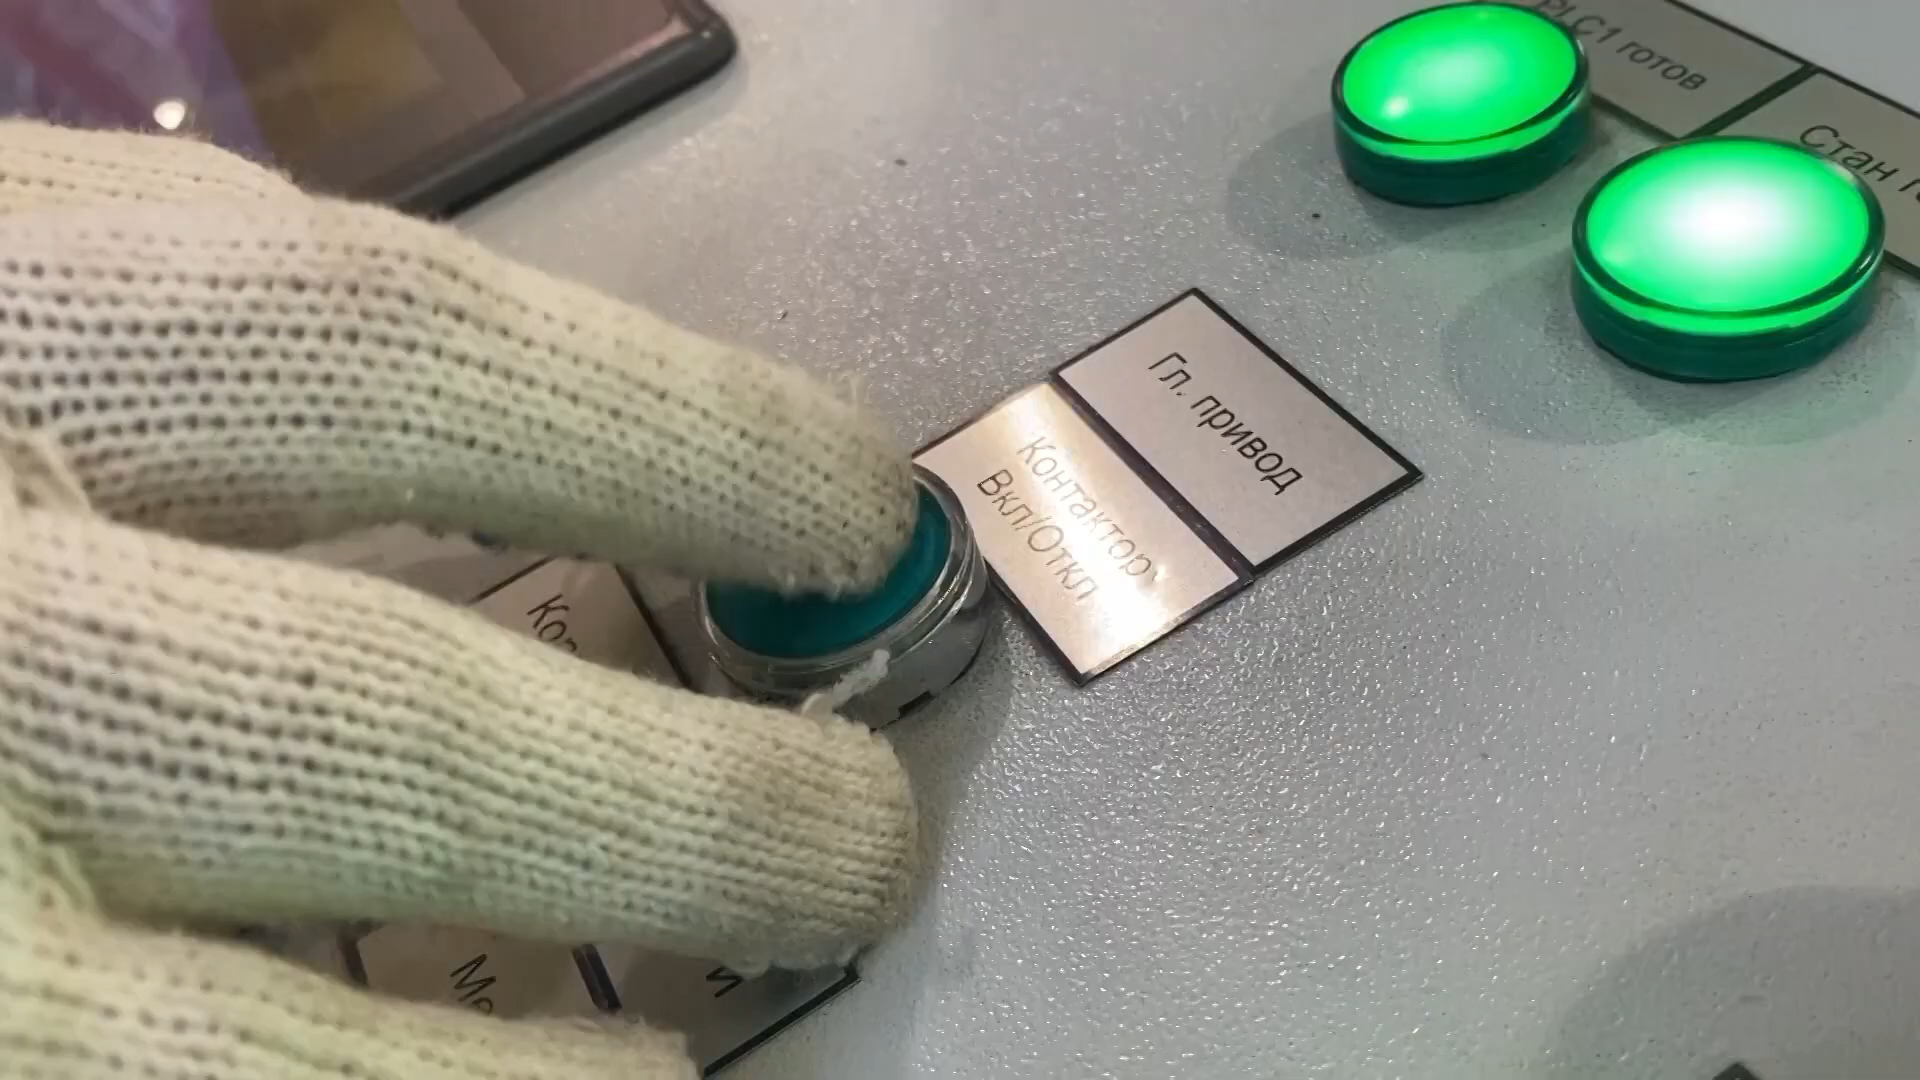 PLC1 готов
Стан
Гл. привод
Контактор
Вкл/Откл